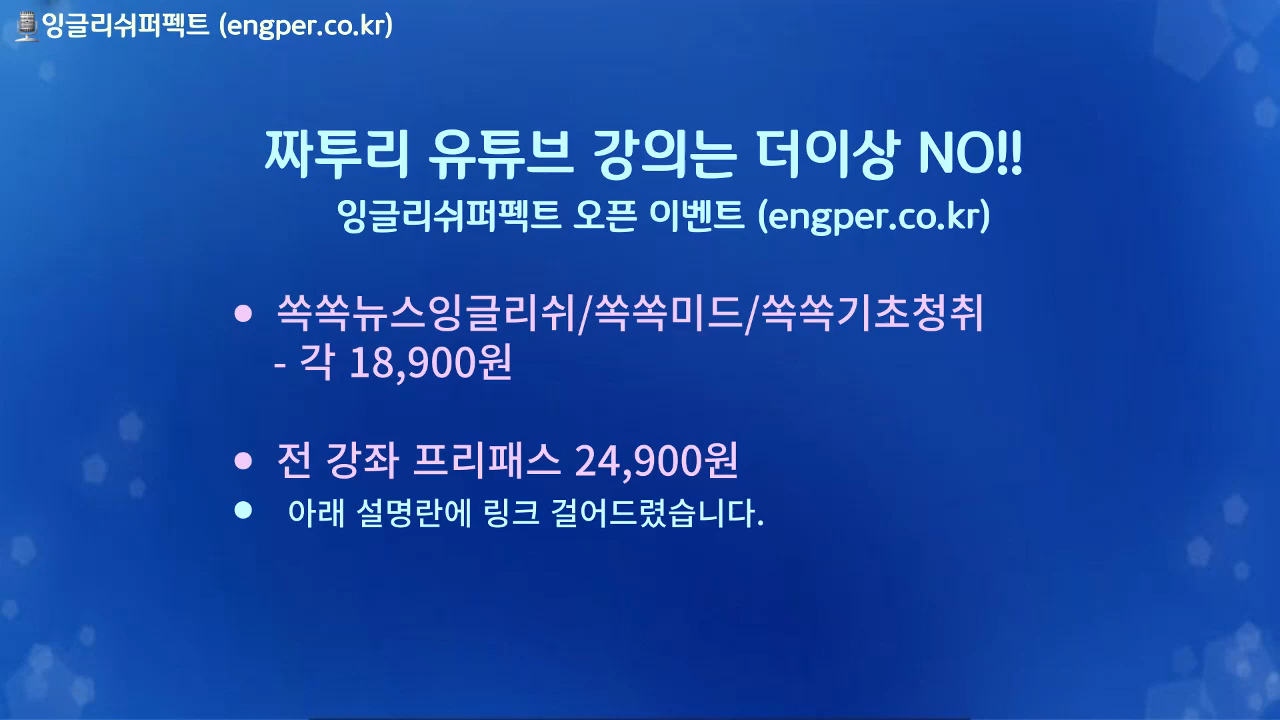 잉글리쉬퍼펙트 (engper.co.kr)
짜투리 유튜브 강의는 더이상 NO!!
잉글리쉬퍼펙트 오픈 이벤트 (engper.co.kr)
● 쏙쏙뉴스잉글리쉬/쏙쏙미드/쏙쏙기초청취
- 각 18,900원
● 전 강좌 프리패스 24,900원
● 아래 설명란에 링크 걸어드렸습니다.